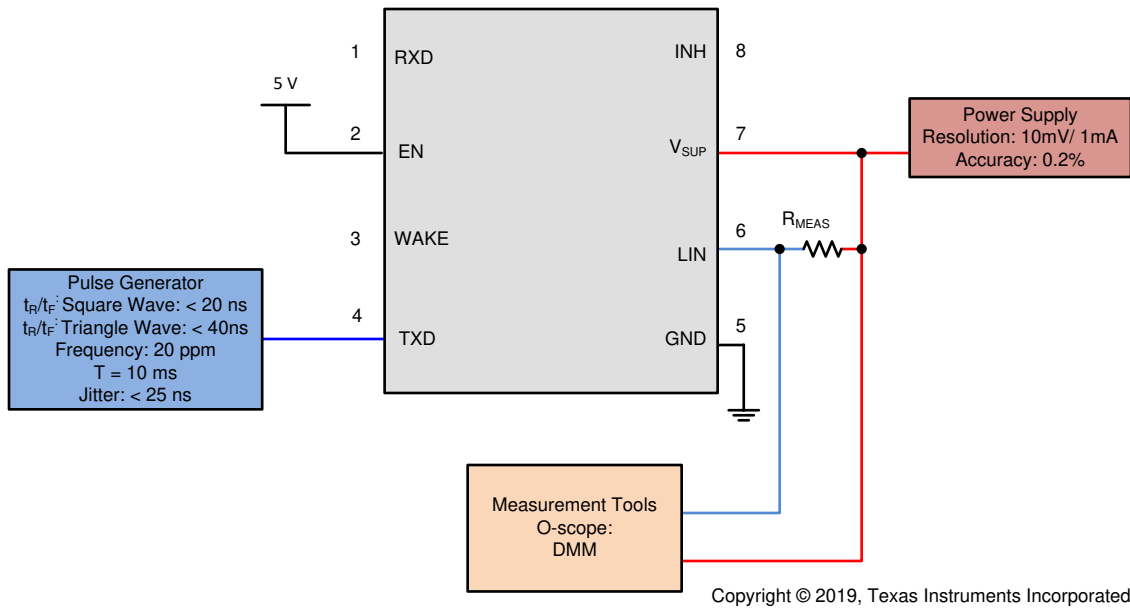 1
RXD
INH
8
5 V
2
EN
7
VSUP
Power Supply
Resolution: 10mV/ 1mA
Accuracy: 0.2%
3
WAKE
6
LIN
RMEAS
Pulse Generator
tR/tF: Square Wave: < 20 ns
tR/tF: Triangle Wave: < 40ns
Frequency: 20 ppm
T = 10 ms
Jitter: < 25 ns
4
TXD
5
GND
Measurement Tools
O-scope:
DMM
Copyright © 2019, Texas Instruments Incorporated